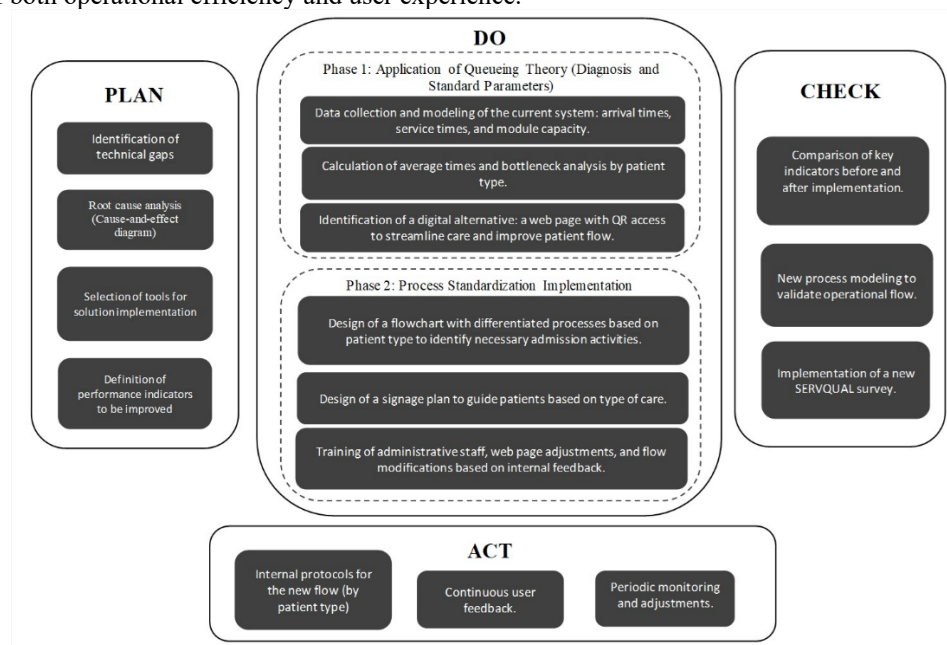 both operational efficiency and user experience.
PLAN
Identification of
technical gaps
Root cause analysis
(Cause-and-effect
diagram)
Selection of tools for
solution implementation
Definition of
performance indicators
to be improved
DO
Phase 1: Application of Queueing Theory (Diagnosis and
Standard Parameters)
Data collection and modeling of the current system: arrival times,
service times, and module capacity.
Calculation of average times and bottleneck analysis by patient
type.
Identification of a digital alternative: a web page with QR access
to streamline care and improve patient flow.
Phase 2: Process Standardization Implementation
Design of a flowchart with differentiated processes based on
patient type to identify necessary admission activities.
Design of a signage plan to guide patients based on type of care.
Training of administrative staff, web page adjustments, and flow
modifications based on internal feedback.
CHECK
Comparison of key
indicators before and
after implementation.
New process modeling to
validate operational flow.
Implementation of a new
SERVQUAL survey.
ACT
Internal protocols for
the new flow (by
patient type)
Continuous user
feedback.
Periodic monitoring
and adjustments.